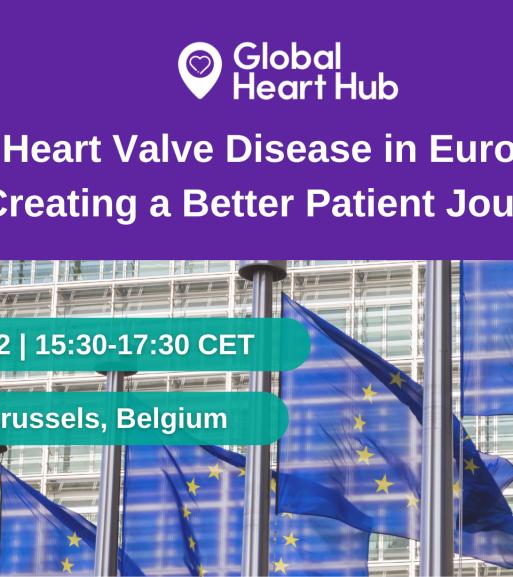 Global
Heart Hub
Heart Valve Disease in Euro
Creating a Better Patient Jou
2 | 15:30-17:30 CET
russels, Belgium